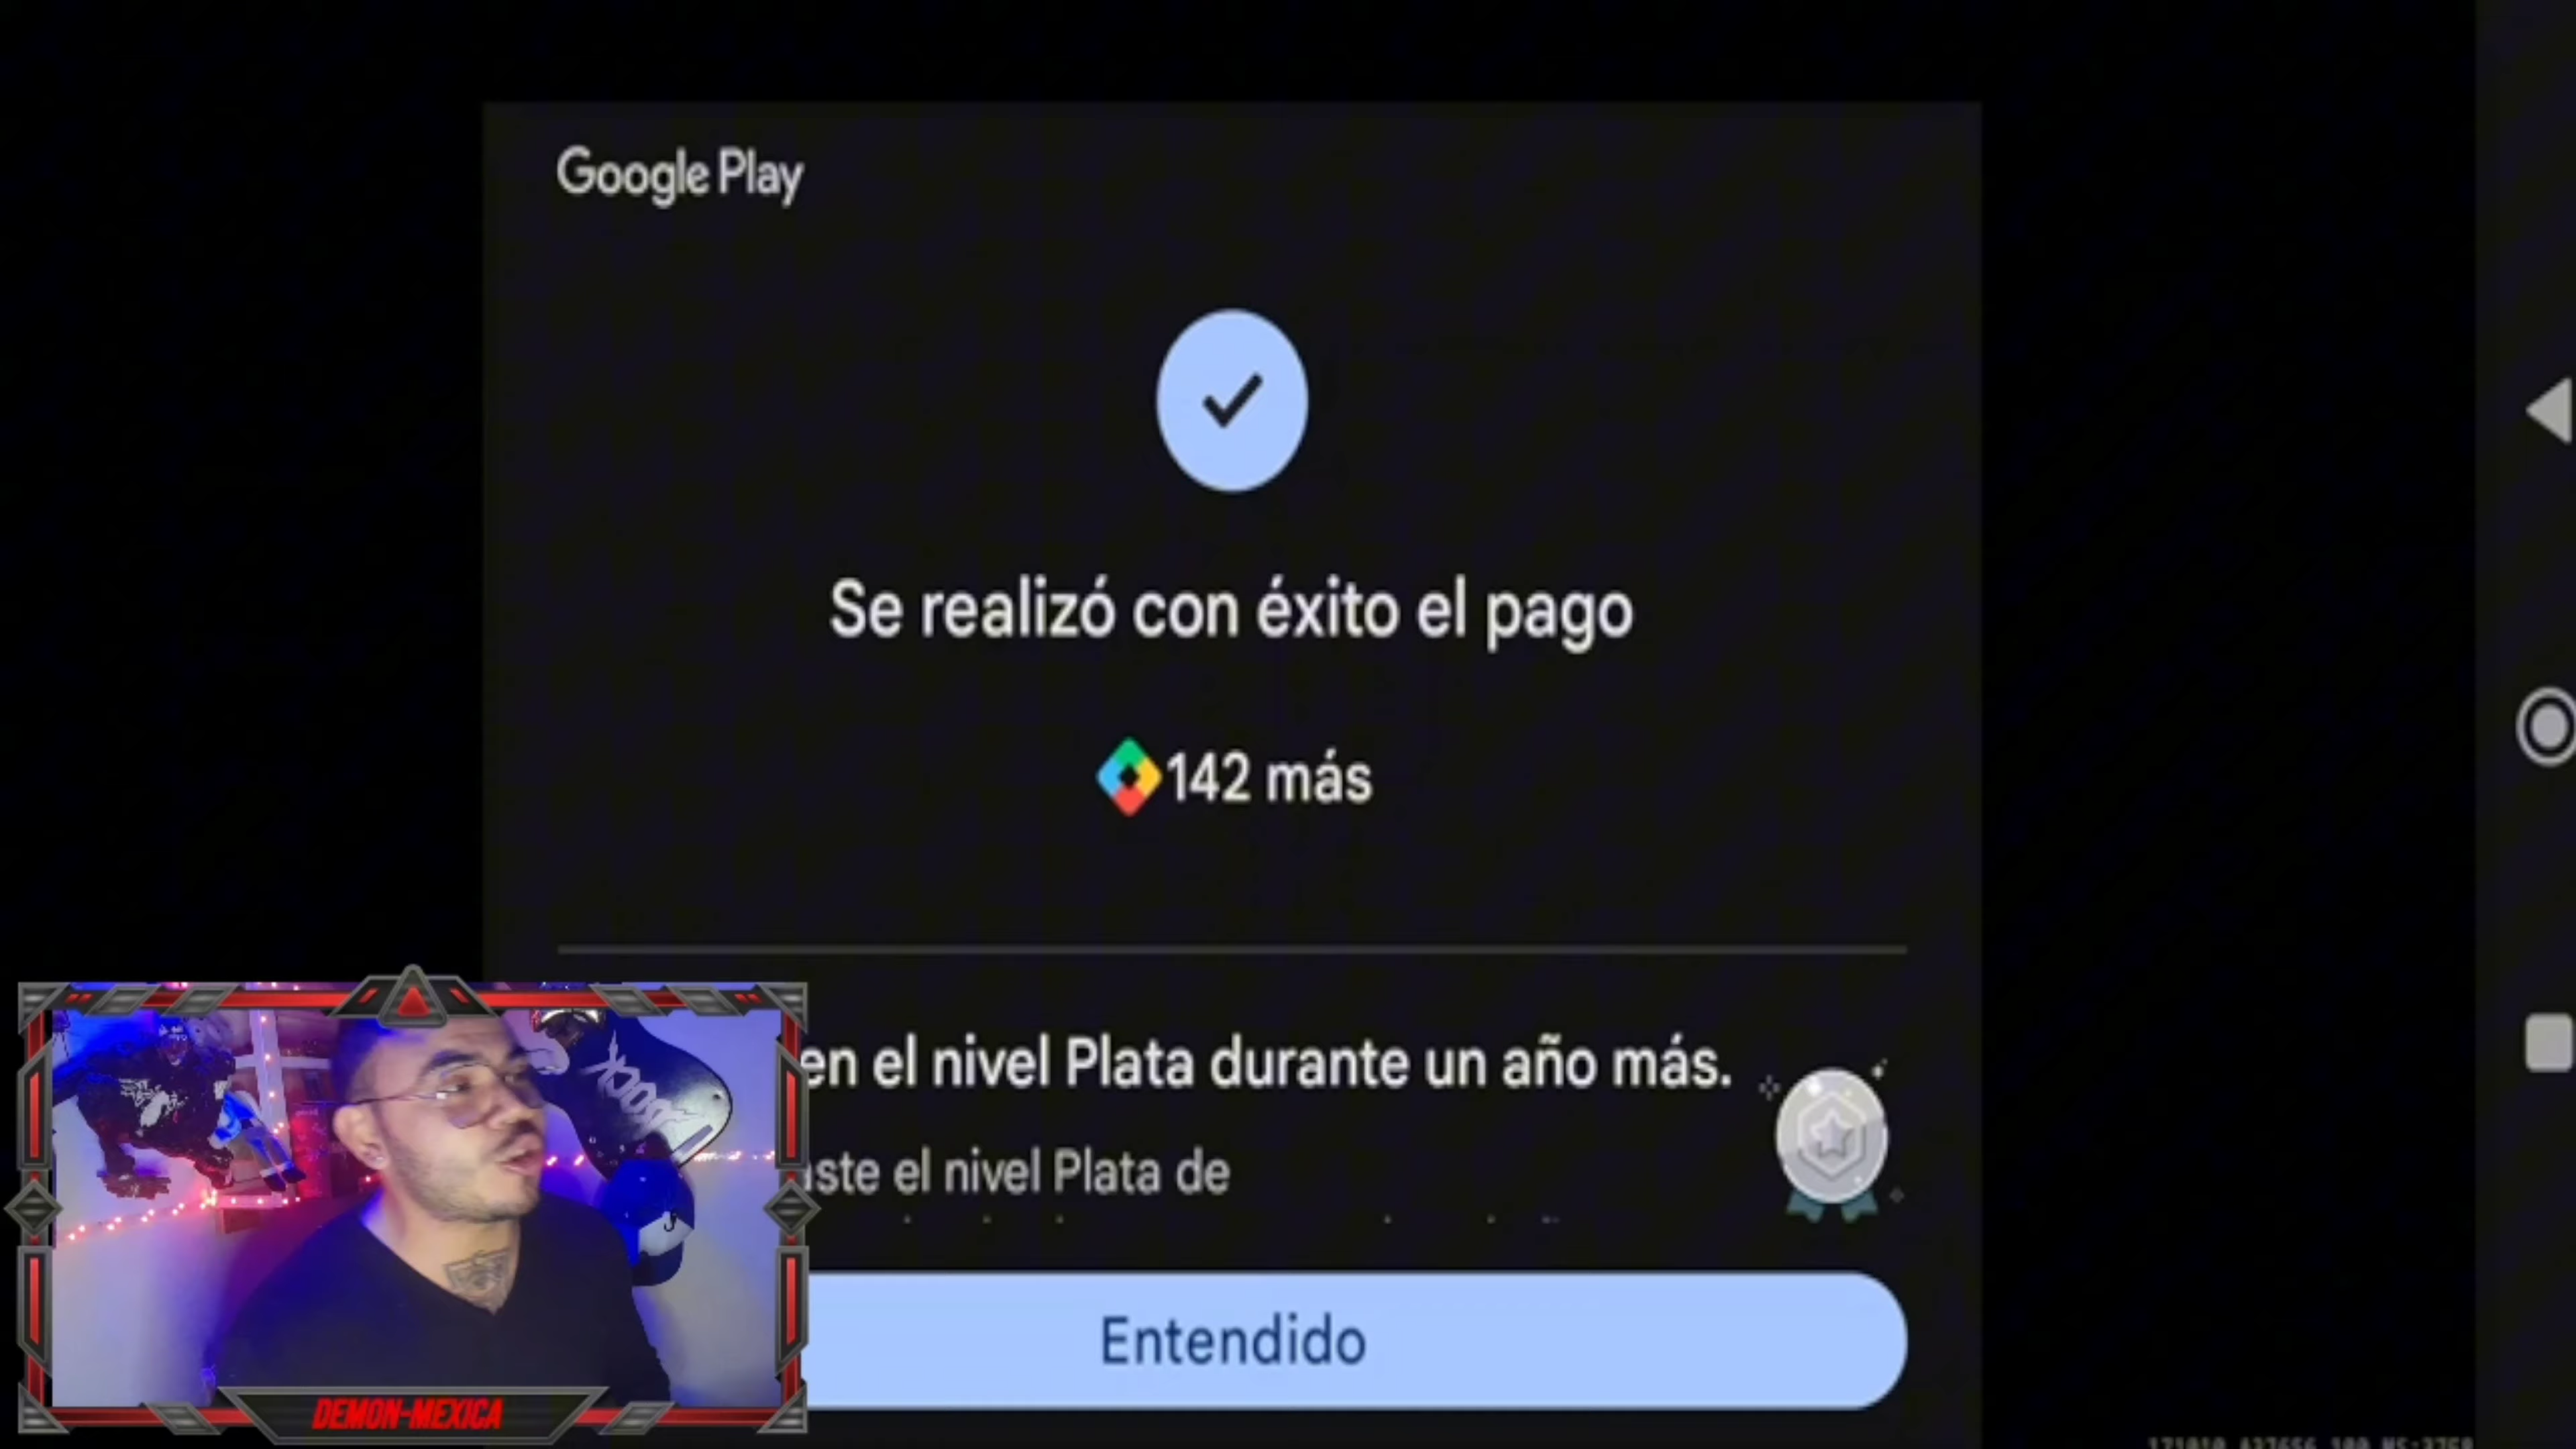 Google Play
Se realizó con éxito el pago
142 más
en el nivel Plata durante un año más.
el nivel Plata de
Entendido
DEMON-MEXICA